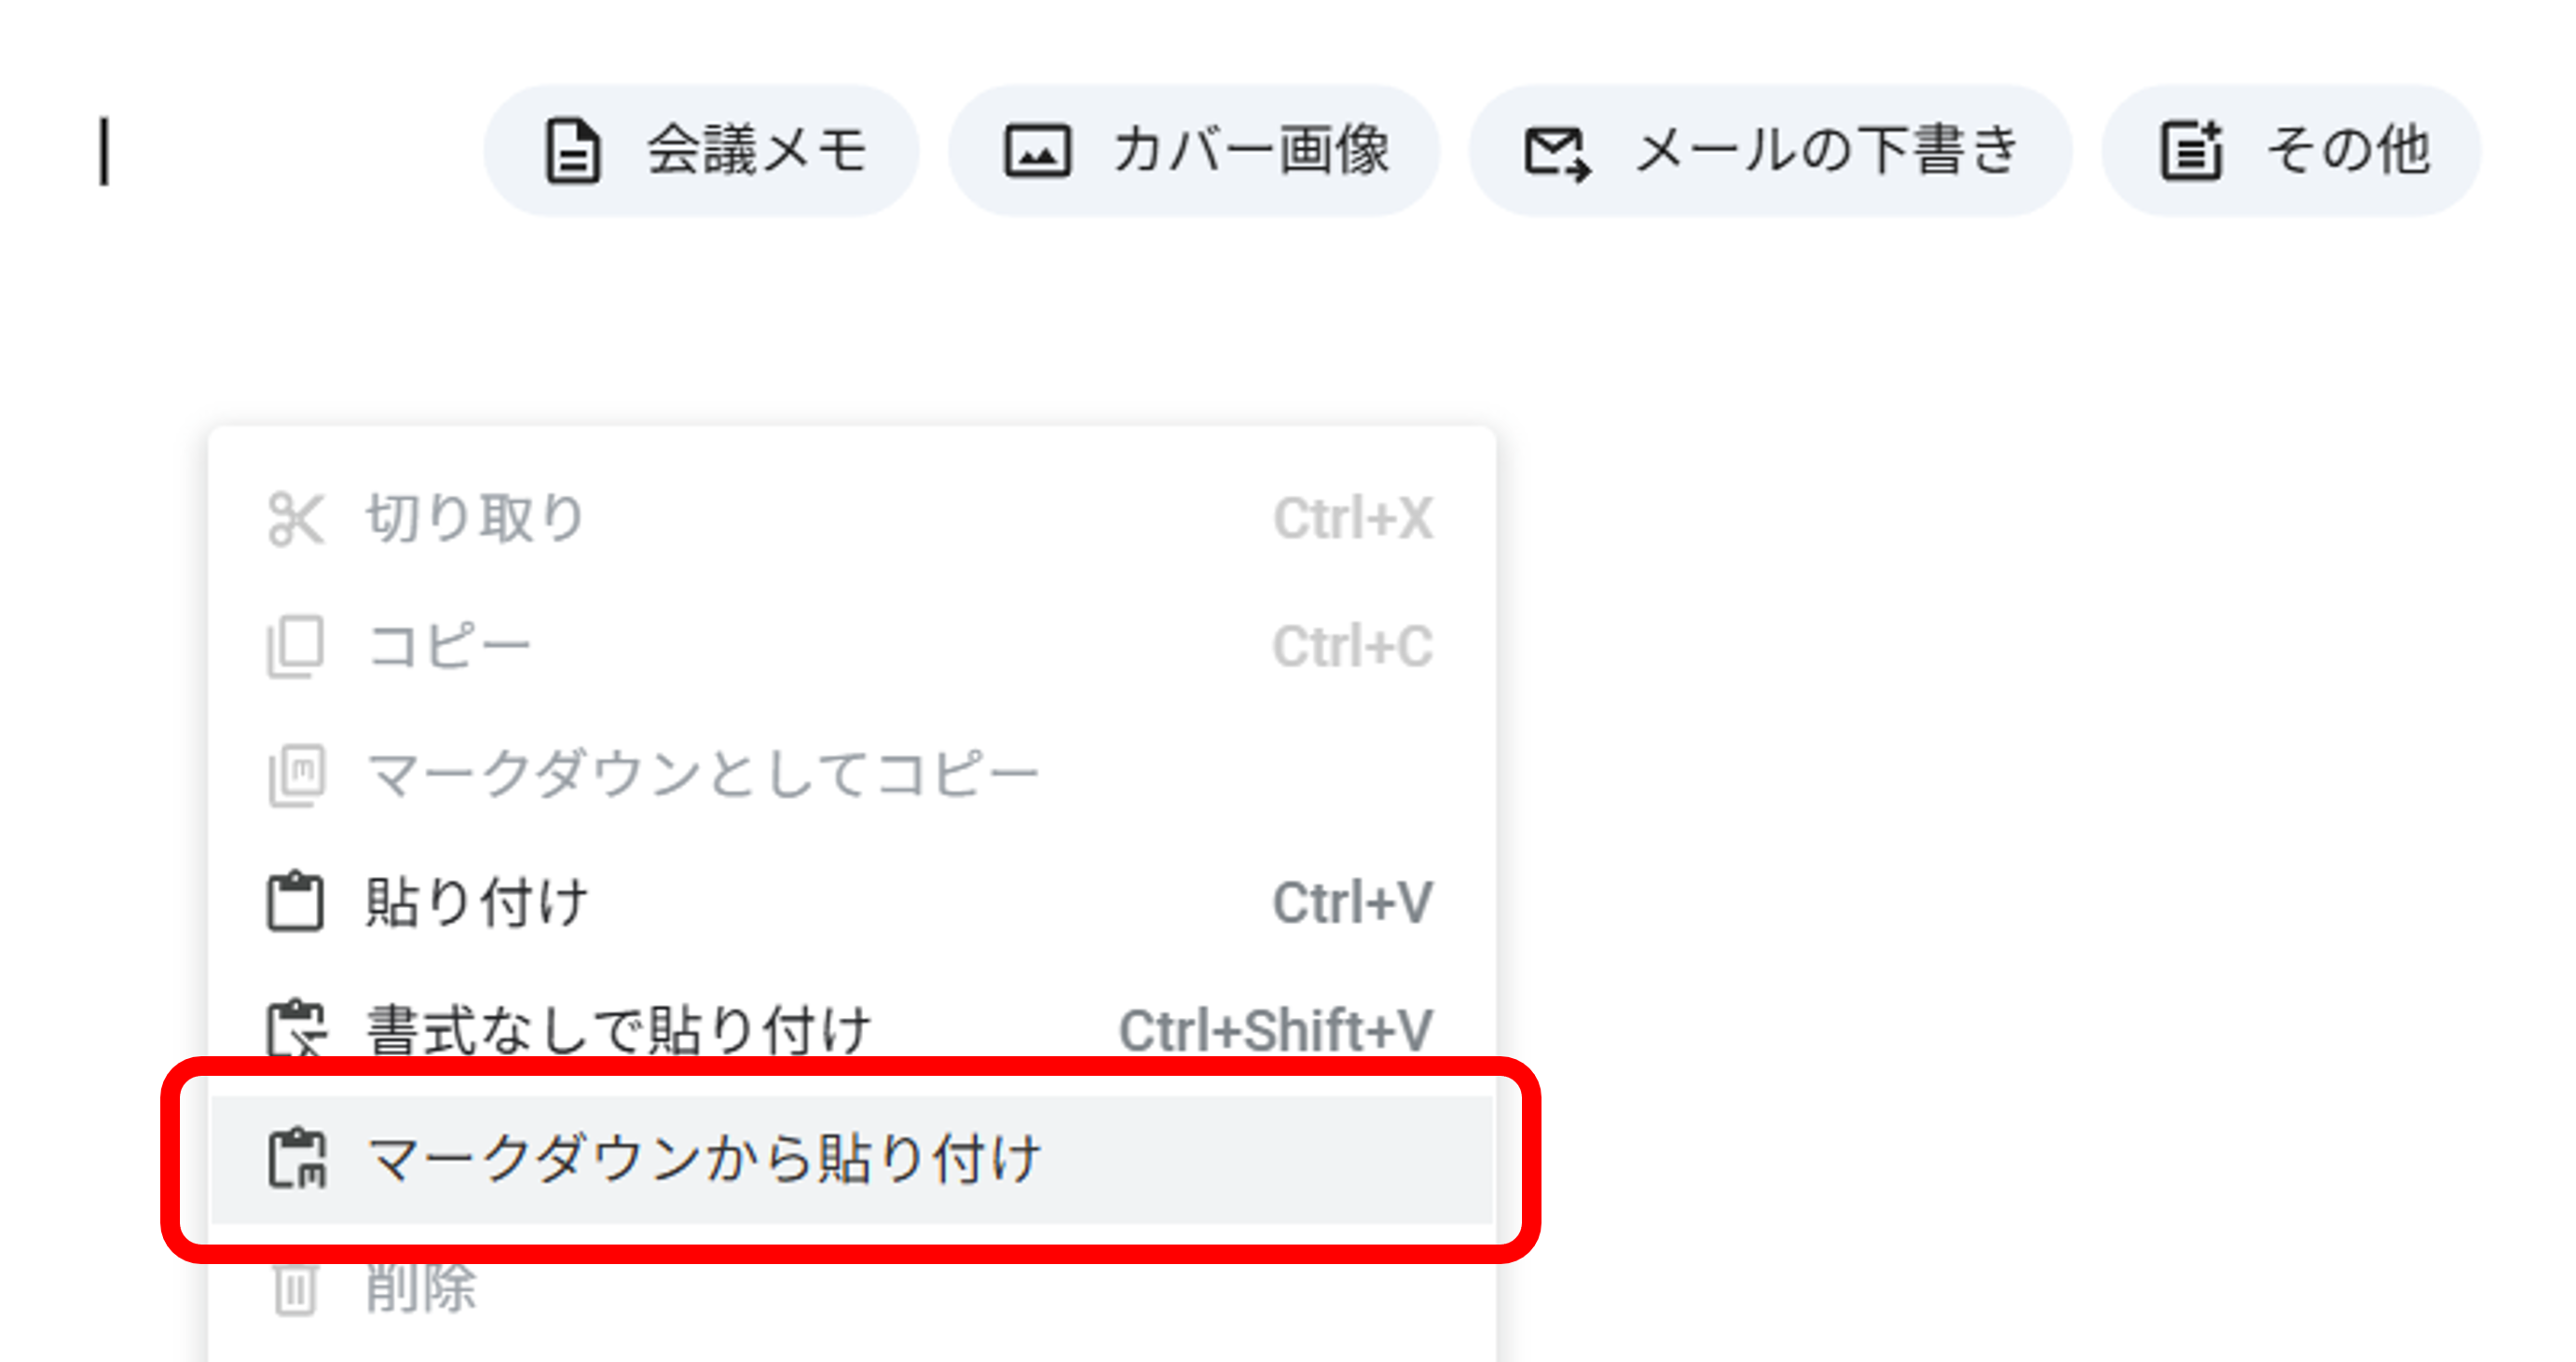 会議メモ カバー画像 メールの下書き その他
切り取り Ctrl+X
コピー Ctrl+C
マークダウンとしてコピー
貼り付け Ctrl+V
書式なしで貼り付け Ctrl+Shift+V
マークダウンから貼り付け
削除